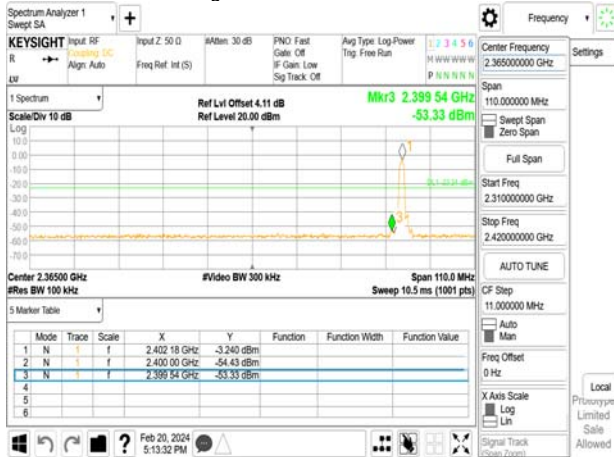 Spectrum Analyzer 1
Swept SA
+
Frequency
KEYSIGHT Input: RF Input Z: 50 Ω #Atten: 30 dB PNO: Fast Avg Type: Log-Power 1 2 3 4 5 6
R Coupling: DC Gate: Off Trig: Free Run M W W W W W
Align: Auto Freq Ref: Int (S) IF Gain: Low
Sig Track: Off P N N N N N
LV
1 Spectrum
Ref Lvl Offset 4.11 dB Mkr3 2.399 54 GHz
Scale/Div 10 dB Ref Level 20.00 dBm -53.33 dBm
Log
10.0
0.00
-10.0
-20.0
-30.0
-40.0
-50.0
-60.0
-70.0
1
3
Center 2.36500 GHz #Video BW 300 kHz Span 110.0 MHz
#Res BW 100 kHz Sweep 10.5 ms (1001 pts)
5 Marker Table
Mode Trace Scale X Y Function Function Width Function Value
1 N 1 f 2.402 18 GHz -3.240 dBm
2 N 1 f 2.400 00 GHz -54.43 dBm
3 N 1 f 2.399 54 GHz -53.33 dBm
4
5
6
?
Feb 20, 2024
5:13:32 PM
Center Frequency
2.365000000 GHz
Settings
Span
110.000000 MHz
Swept Span
Zero Span
Full Span
Start Freq
2.310000000 GHz
Stop Freq
2.420000000 GHz
AUTO TUNE
CF Step
11.000000 MHz
Auto
Man
Freq Offset
0 Hz
X Axis Scale
Log
Lin
Signal Track
(Span Zoom)
Local
Prototype
Limited
Sale
Allowed